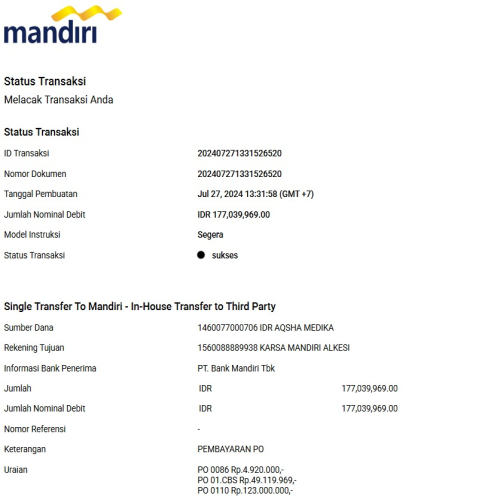 mandiri
Status Transaksi
Melacak Transaksi Anda
Status Transaksi
ID Transaksi 202407271331526520
Nomor Dokumen 202407271331526520
Tanggal Pembuatan Jul 27, 2024 13:31:58 (GMT +7)
Jumlah Nominal Debit IDR 177,039,969.00
Model Instruksi Segera
Status Transaksi sukses
Single Transfer To Mandiri - In-House Transfer to Third Party
Sumber Dana 1460077000706 IDR AQSHA MEDIKA
Rekening Tujuan 1560088889938 KARSA MANDIRI ALKESI
Informasi Bank Penerima PT. Bank Mandiri Tbk
Jumlah IDR 177,039,969.00
Jumlah Nominal Debit IDR 177,039,969.00
Nomor Referensi -
Keterangan PEMBAYARAN PO
Uraian PO 0086 Rp.4.920.000,-
PO 01.CBS Rp.49.119.969,-
PO 0110 Rp.123.000.000,-